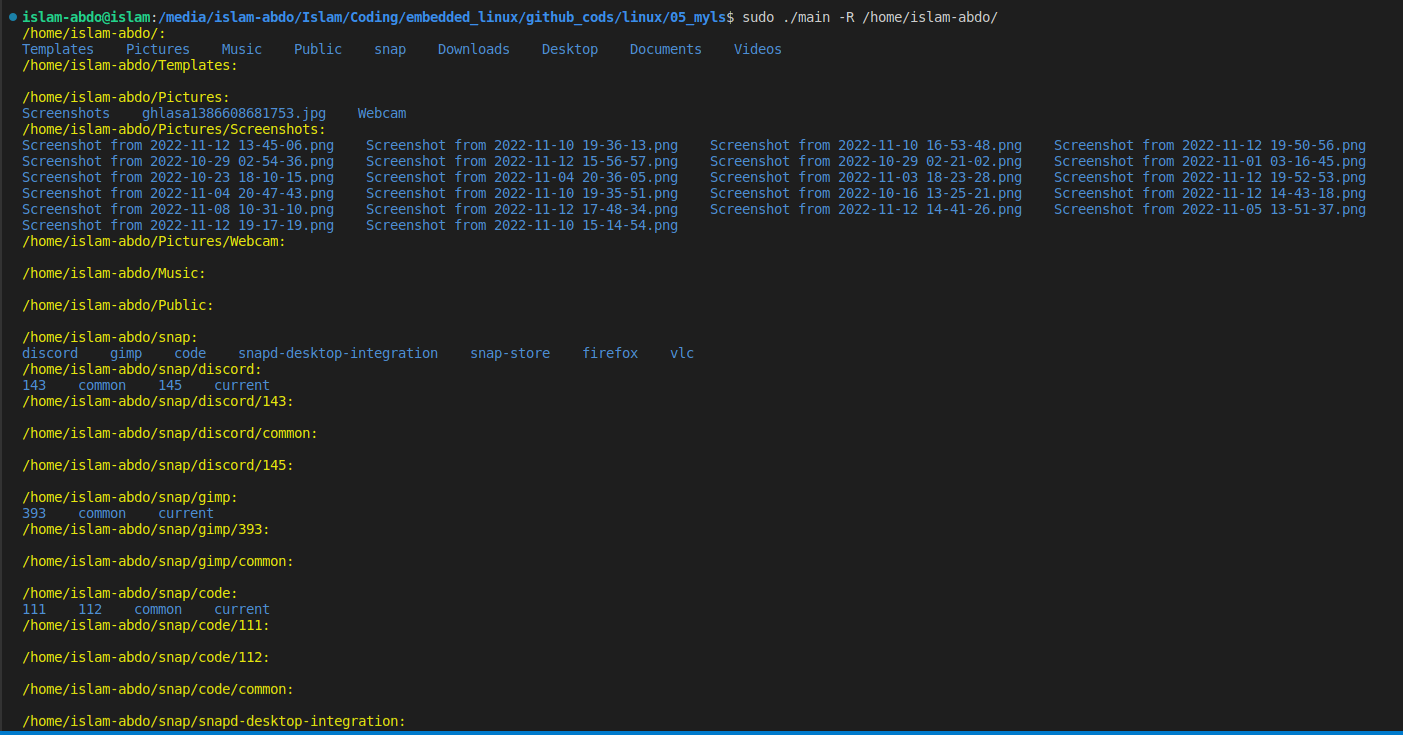 islam-abdo@islam:/media/islam-abdo/Islam/Coding/embedded_linux/github_cods/linux/05_myls$ sudo ./main -R /home/islam-abdo/
/home/islam-abdo/:
Templates    Pictures    Music    Public    snap    Downloads    Desktop    Documents    Videos
/home/islam-abdo/Templates:
/home/islam-abdo/Pictures:
Screenshots    ghlasa1386608681753.jpg    Webcam
/home/islam-abdo/Pictures/Screenshots:
Screenshot from 2022-11-12 13-45-06.png    Screenshot from 2022-11-10 19-36-13.png    Screenshot from 2022-11-10 16-53-48.png    Screenshot from 2022-11-12 19-50-56.png
Screenshot from 2022-10-29 02-54-36.png    Screenshot from 2022-11-12 15-56-57.png    Screenshot from 2022-10-29 02-21-02.png    Screenshot from 2022-11-01 03-16-45.png
Screenshot from 2022-10-23 18-10-15.png    Screenshot from 2022-11-04 20-36-05.png    Screenshot from 2022-11-03 18-23-28.png    Screenshot from 2022-11-12 19-52-53.png
Screenshot from 2022-11-04 20-47-43.png    Screenshot from 2022-11-10 19-35-51.png    Screenshot from 2022-10-16 13-25-21.png    Screenshot from 2022-11-12 14-43-18.png
Screenshot from 2022-11-08 10-31-10.png    Screenshot from 2022-11-12 17-48-34.png    Screenshot from 2022-11-12 14-41-26.png    Screenshot from 2022-11-05 13-51-37.png
Screenshot from 2022-11-12 19-17-19.png    Screenshot from 2022-11-10 15-14-54.png
/home/islam-abdo/Pictures/Webcam:
/home/islam-abdo/Music:
/home/islam-abdo/Public:
/home/islam-abdo/snap:
discord    gimp    code    snapd-desktop-integration    snap-store    firefox    vlc
/home/islam-abdo/snap/discord:
143    common    145    current
/home/islam-abdo/snap/discord/143:
/home/islam-abdo/snap/discord/common:
/home/islam-abdo/snap/discord/145:
/home/islam-abdo/snap/gimp:
393    common    current
/home/islam-abdo/snap/gimp/393:
/home/islam-abdo/snap/gimp/common:
/home/islam-abdo/snap/code:
111    112    common    current
/home/islam-abdo/snap/code/111:
/home/islam-abdo/snap/code/112:
/home/islam-abdo/snap/code/common:
/home/islam-abdo/snap/snapd-desktop-integration: